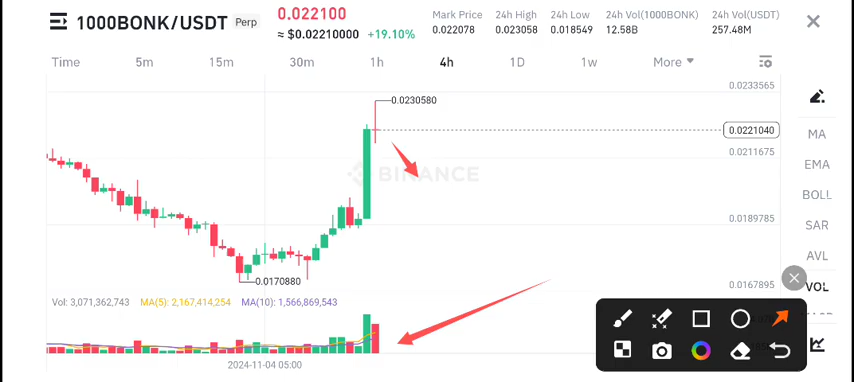 1000BONK/USDT Perp
0.022100
≈ $0.02210000 +19.10%
Mark Price 24h High 24h Low 24h Vol(1000BONK) 24h Vol(USDT)
0.022078 0.023058 0.018549 12.58B 257.48M
Time 5m 15m 30m 1h 4h 1D 1w More
0.0233565
0.0230580
0.0221040
0.0211675
BINANCE
0.0189785
0.0170880
0.0167895
MA
EMA
BOLL
SAR
AVL
VOL
Vol: 3,071,362,743 MA(5): 2,167,414,254 MA(10): 1,566,869,543
2024-11-04 05:00